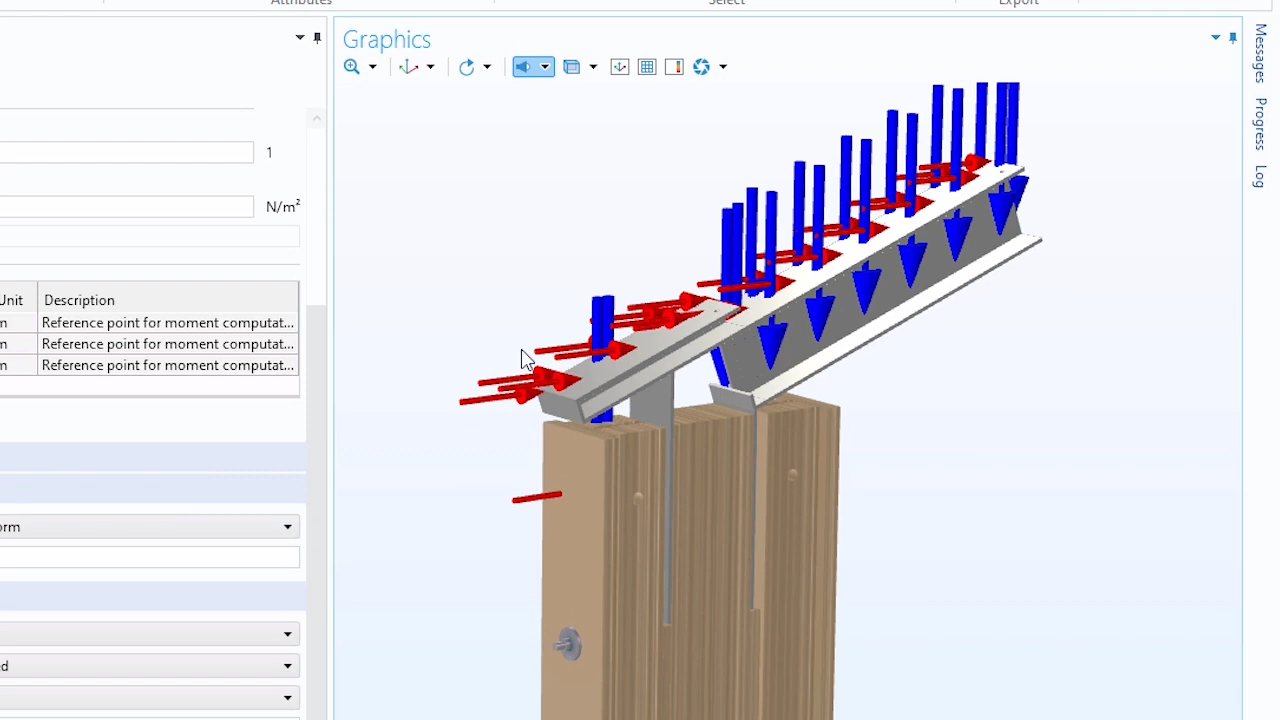 Attributes
Select
Export
Graphics
1
N/m²
Unit Description
m Reference point for moment computat...
m Reference point for moment computat...
m Reference point for moment computat...
Messages
Progress
Log